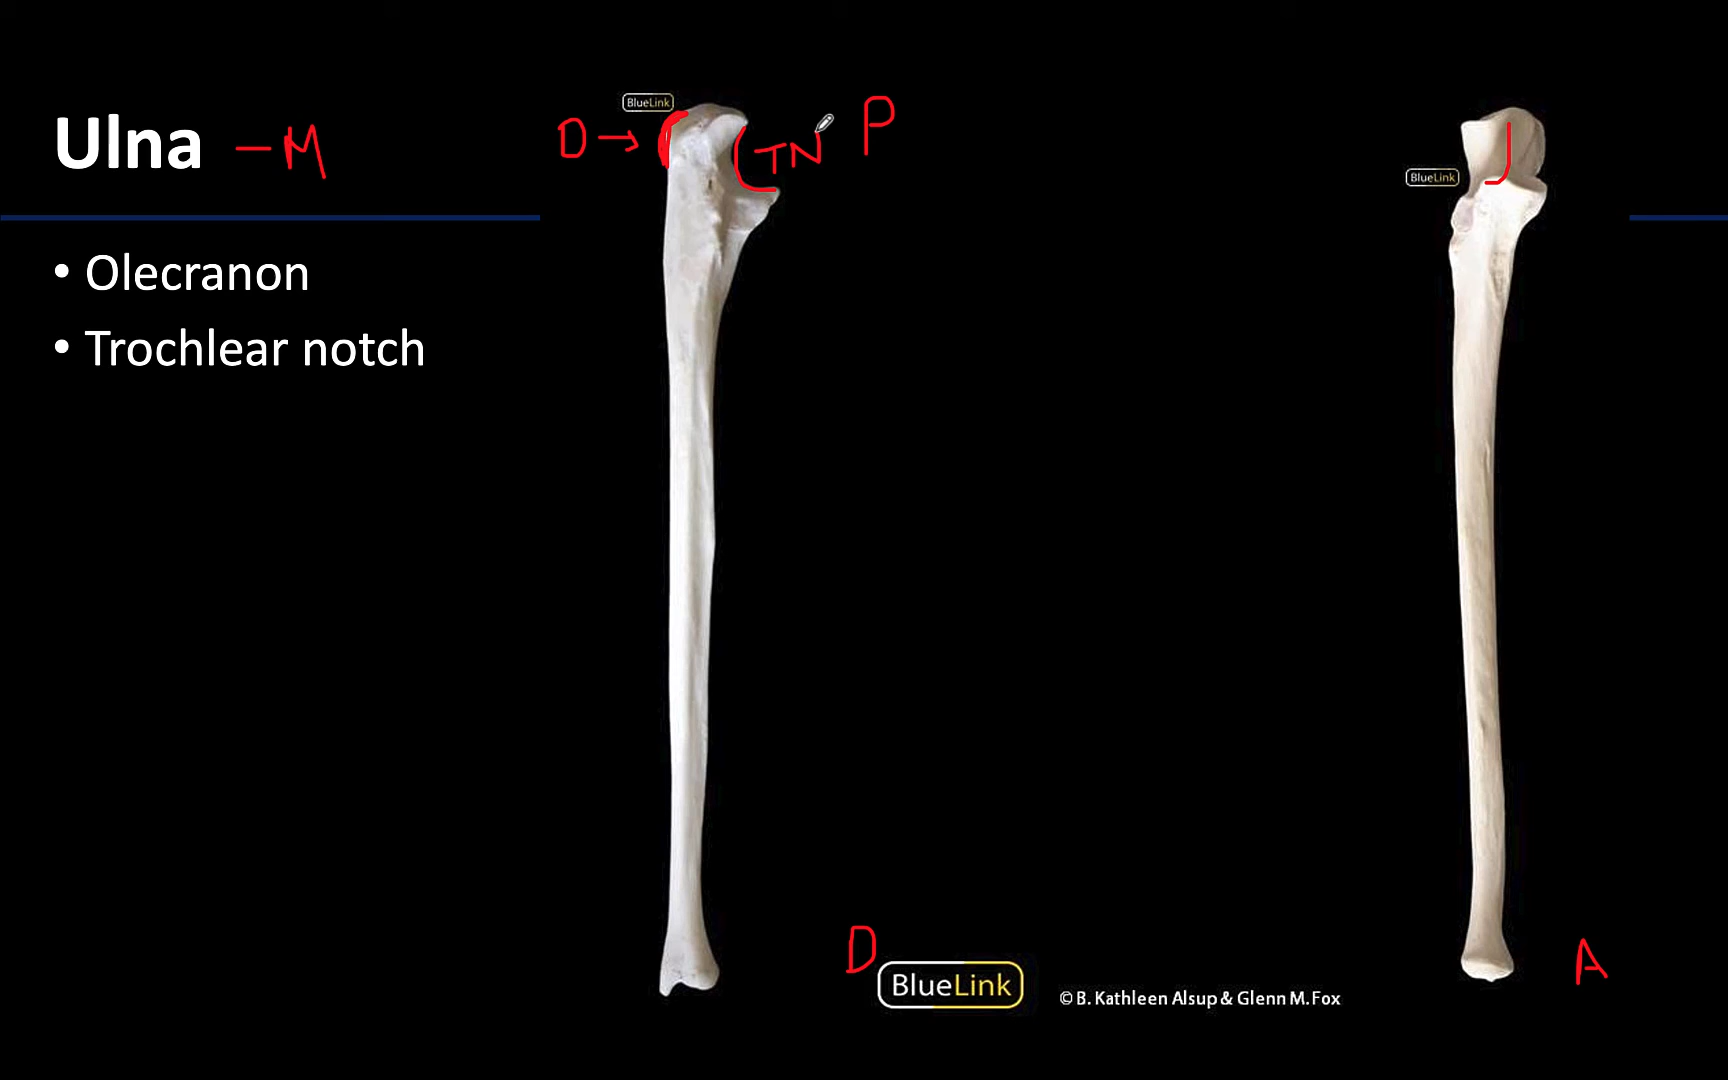 Ulna – M
• Olecranon
• Trochlear notch
BlueLink
D →
TN
P
BlueLink
D
BlueLink
© B. Kathleen Alsup & Glenn M. Fox
A